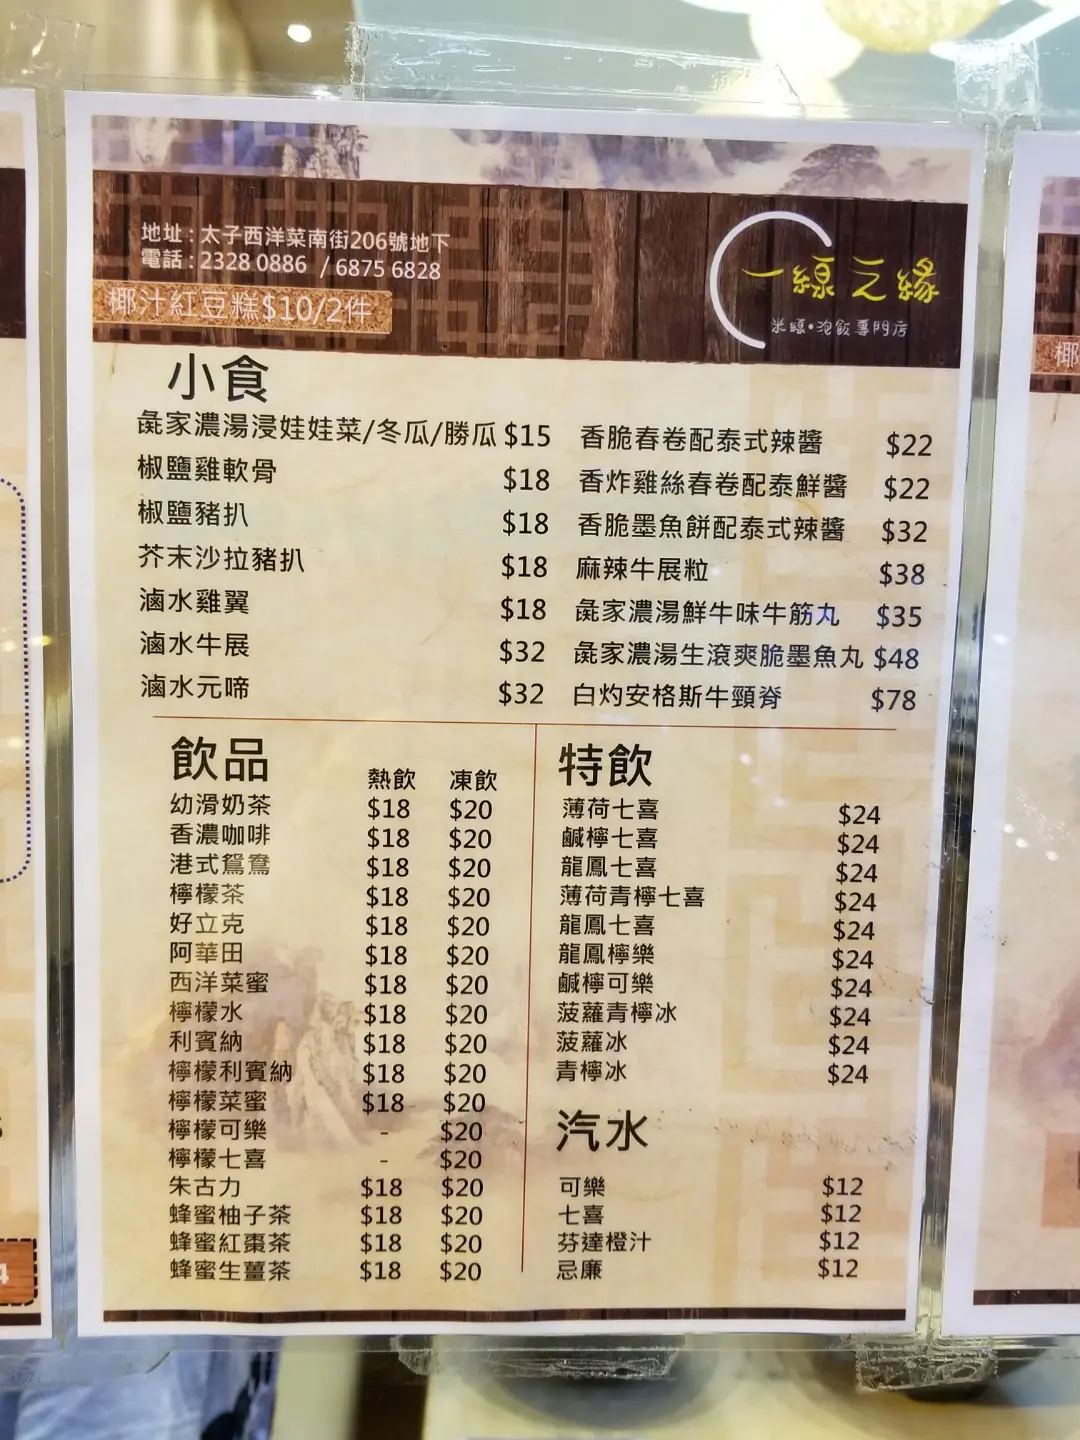 地址：太子西洋菜南街206號地下
電話：2328 0886 / 6875 6828
椰汁紅豆糕$10/2件
一線之緣
米線•泡飯專門店
小食
彘家濃湯浸娃娃菜/冬瓜/勝瓜 $15
椒鹽雞軟骨 $18
椒鹽豬扒 $18
芥末沙拉豬扒 $18
滷水雞翼 $18
滷水牛展 $32
滷水元啼 $32
香脆春卷配泰式辣醬 $22
香炸雞絲春卷配泰鮮醬 $22
香脆墨魚餅配泰式辣醬 $32
麻辣牛展粒 $38
彘家濃湯鮮牛味牛筋丸 $35
彘家濃湯生滾爽脆墨魚丸 $48
白灼安格斯牛頸脊 $78
飲品
熱飲 凍飲
幼滑奶茶 $18 $20
香濃咖啡 $18 $20
港式鴛鴦 $18 $20
檸檬茶 $18 $20
好立克 $18 $20
阿華田 $18 $20
西洋菜蜜 $18 $20
檸檬水 $18 $20
利賓納 $18 $20
檸檬利賓納 $18 $20
檸檬菜蜜 $18 $20
檸檬可樂 - $20
檸檬七喜 - $20
朱古力 $18 $20
蜂蜜柚子茶 $18 $20
蜂蜜紅棗茶 $18 $20
蜂蜜生薑茶 $18 $20
特飲
薄荷七喜 $24
鹹檸七喜 $24
龍鳳七喜 $24
薄荷青檸七喜 $24
龍鳳七喜 $24
龍鳳檸樂 $24
鹹檸可樂 $24
菠蘿青檸冰 $24
菠蘿冰 $24
青檸冰 $24
汽水
可樂 $12
七喜 $12
芬達橙汁 $12
忌廉 $12
椰
4